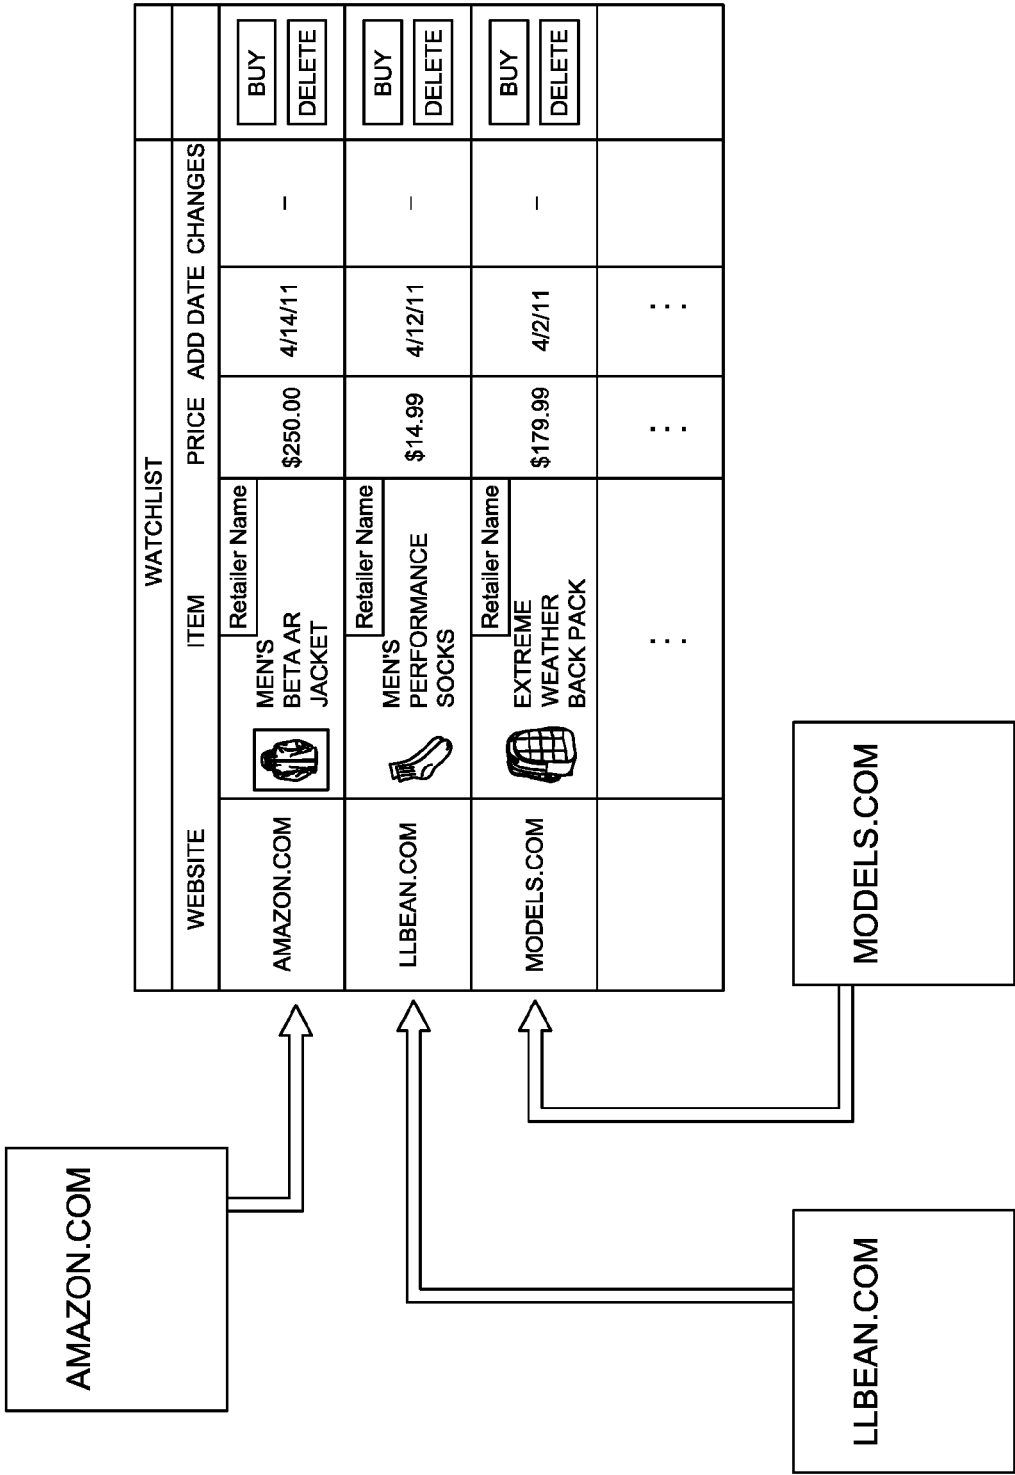 AMAZON.COM
LLBEAN.COM
MODELS.COM
WATCHLIST
WEBSITE ITEM PRICE ADD DATE CHANGES
AMAZON.COM
Retailer Name
MEN'S
BETA AR
JACKET
$250.00
4/14/11
–
BUY
DELETE
LLBEAN.COM
Retailer Name
MEN'S
PERFORMANCE
SOCKS
$14.99
4/12/11
–
BUY
DELETE
MODELS.COM
Retailer Name
EXTREME
WEATHER
BACK PACK
$179.99
4/2/11
–
BUY
DELETE
... ... ...